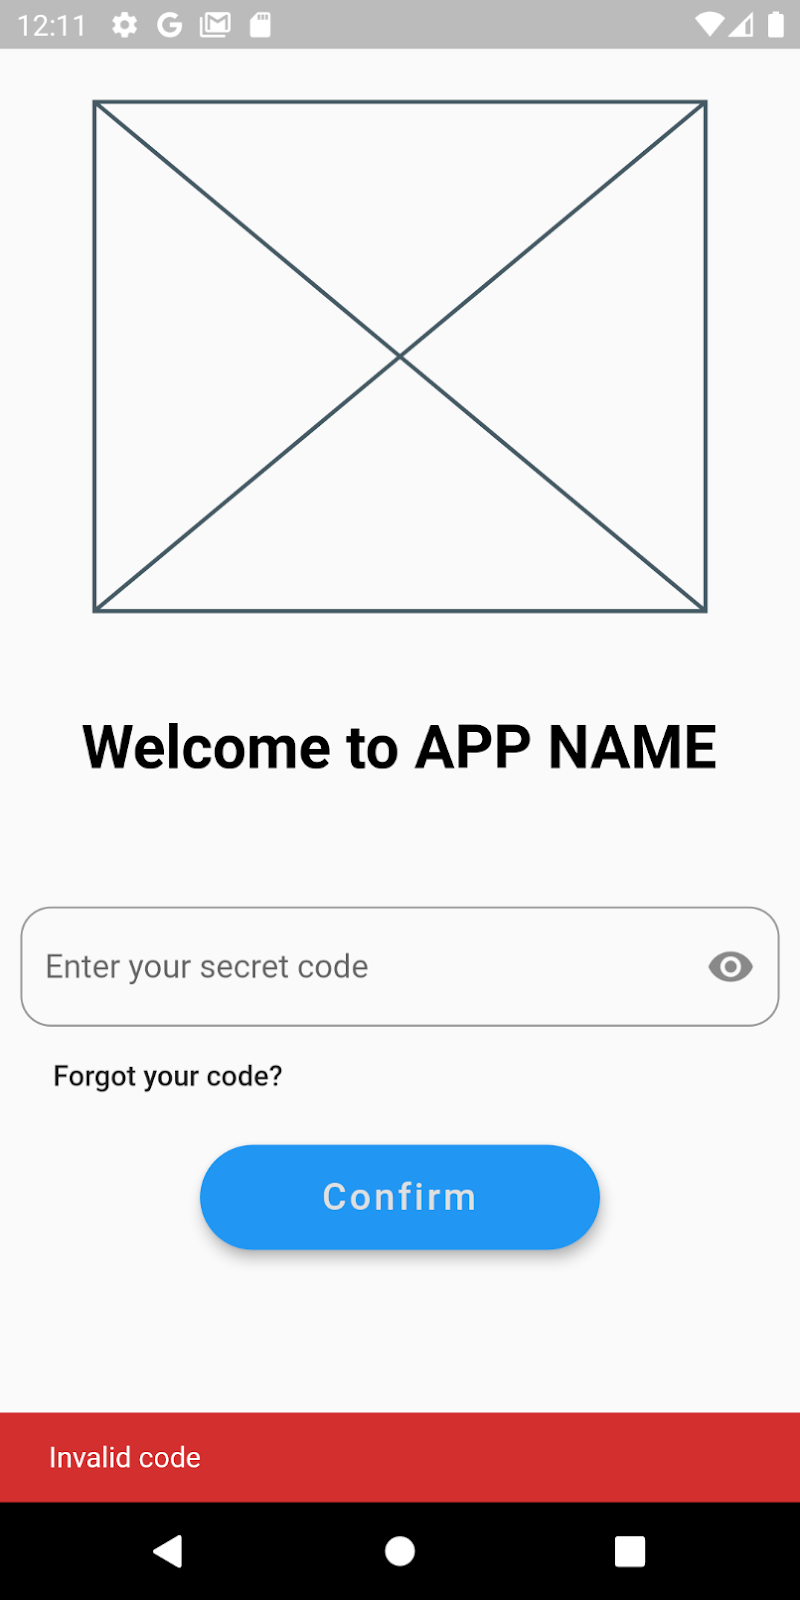 12:11
Welcome to APP NAME
Enter your secret code
Forgot your code?
Confirm
Invalid code